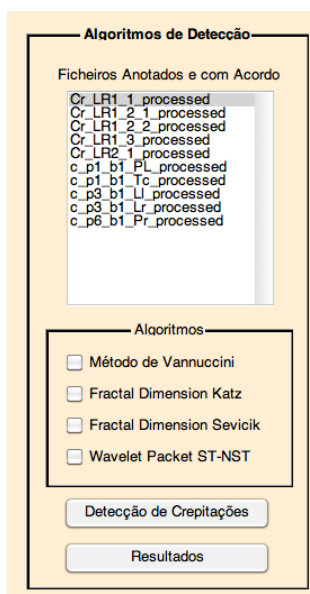 Algoritmos de Detecção
Ficheiros Anotados e com Acordo
Cr_LR1_1_processed
Cr_LR1_2_1_processed
Cr_LR1_2_2_processed
Cr_LR1_3_processed
Cr_LR2_1_processed
c_p1_b1_PL_processed
c_p1_b1_Tc_processed
c_p3_b1_Ll_processed
c_p3_b1_Lr_processed
c_p6_b1_Pr_processed
Algoritmos
Método de Vannuccini
Fractal Dimension Katz
Fractal Dimension Sevicik
Wavelet Packet ST-NST
Detecção de Crepitações
Resultados